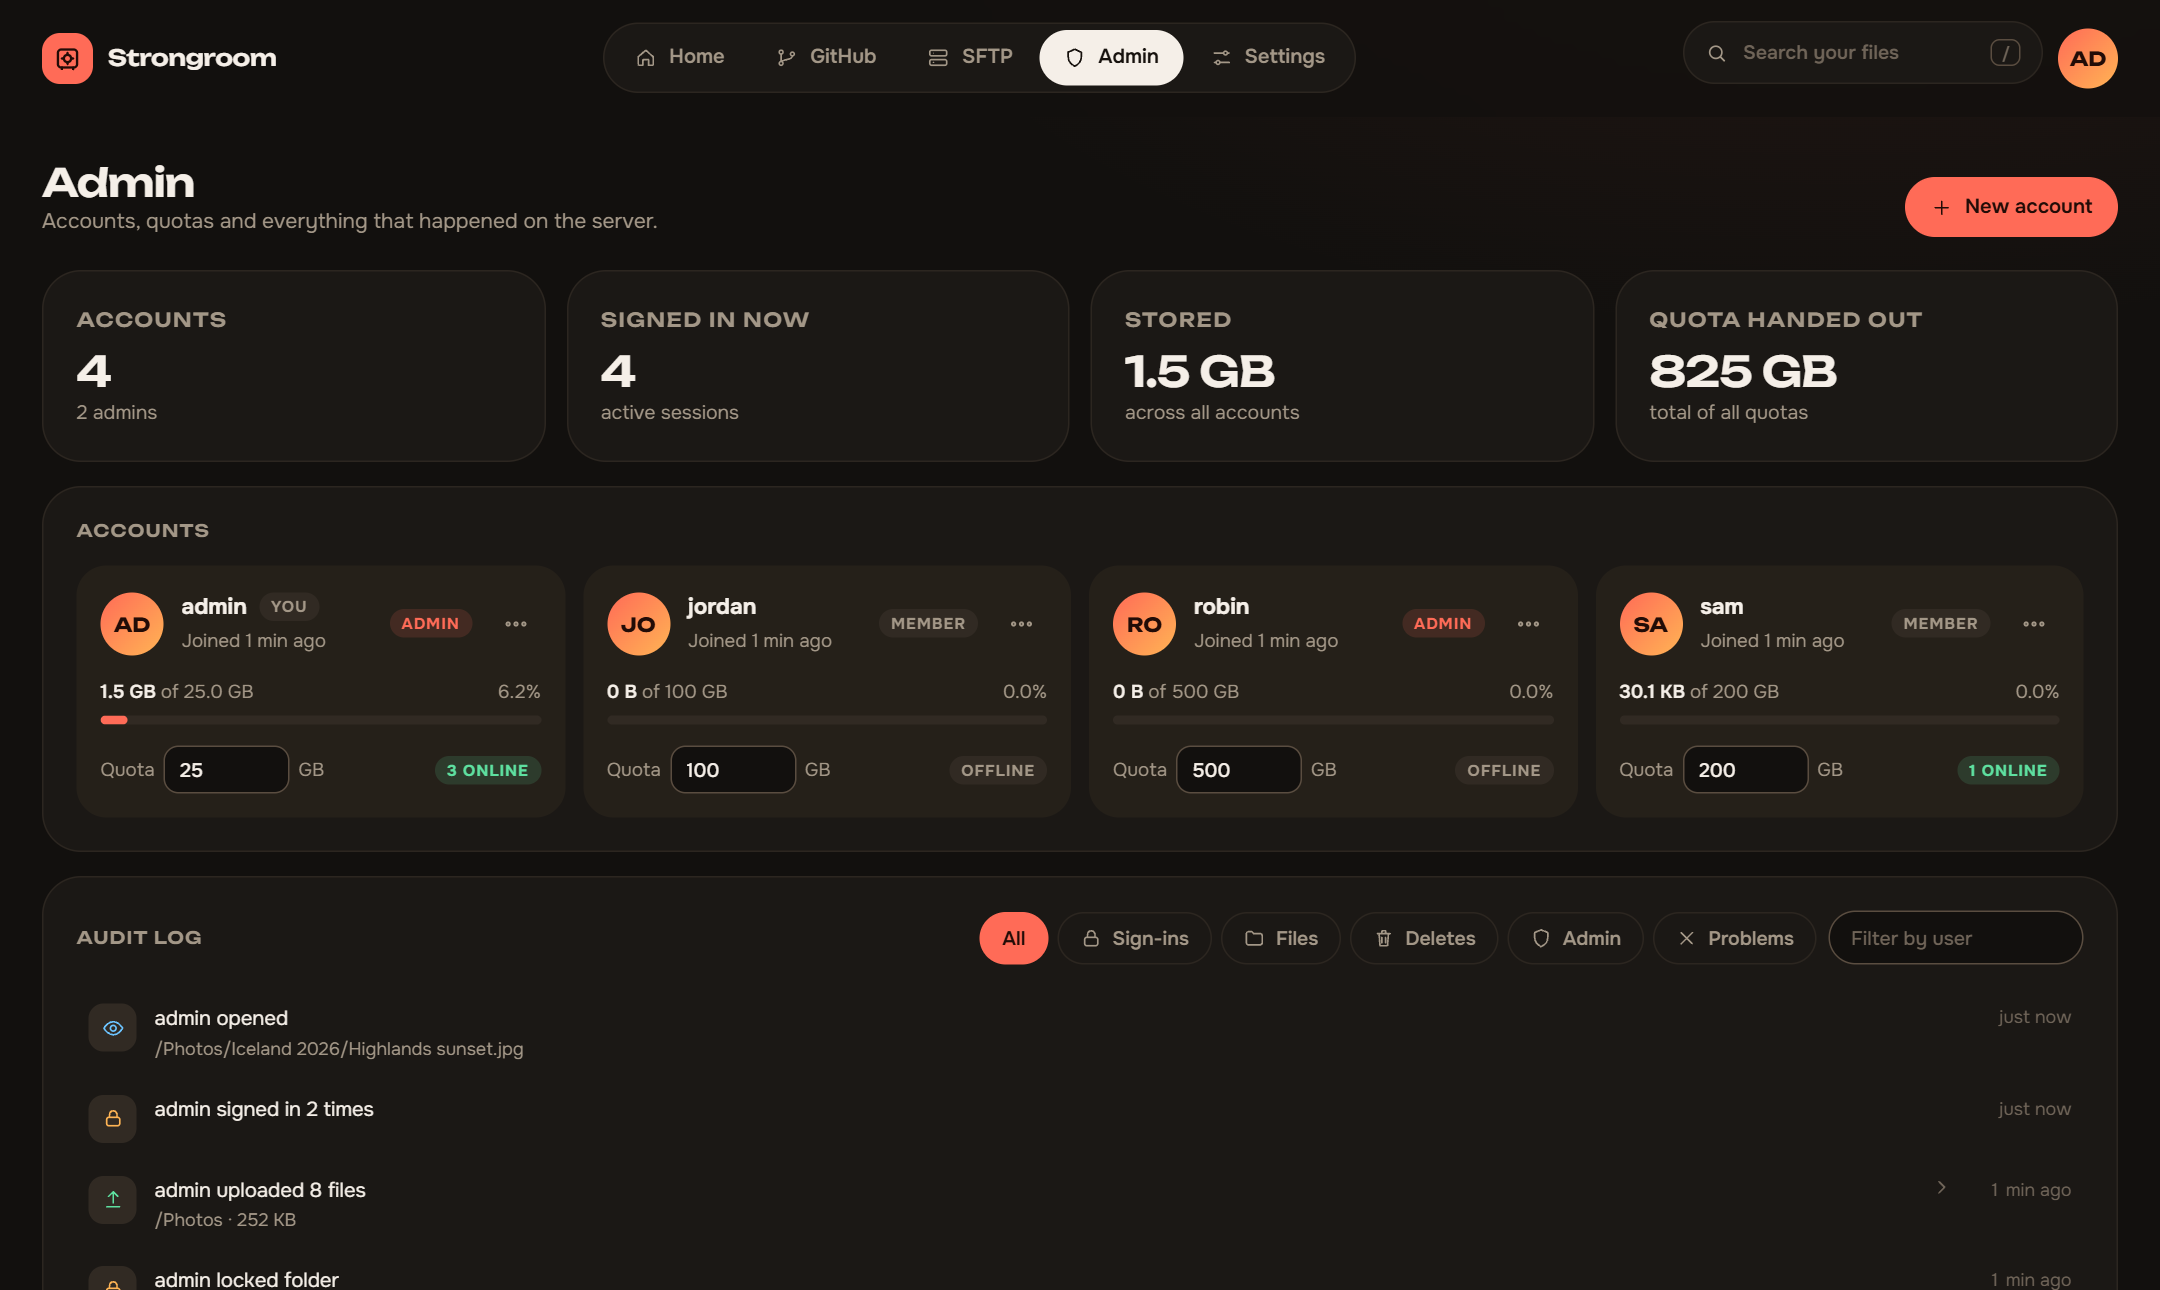 Strongroom
Home
GitHub
SFTP
Admin
Settings
Search your files
/
AD
Admin
Accounts, quotas and everything that happened on the server.
New account
ACCOUNTS
4
2 admins
SIGNED IN NOW
4
active sessions
STORED
1.5 GB
across all accounts
QUOTA HANDED OUT
825 GB
total of all quotas
ACCOUNTS
AD
admin YOU
Joined 1 min ago
ADMIN
1.5 GB of 25.0 GB
6.2%
Quota 25 GB
3 ONLINE
JO
jordan
Joined 1 min ago
MEMBER
0 B of 100 GB
0.0%
Quota 100 GB
OFFLINE
RO
robin
Joined 1 min ago
ADMIN
0 B of 500 GB
0.0%
Quota 500 GB
OFFLINE
SA
sam
Joined 1 min ago
MEMBER
30.1 KB of 200 GB
0.0%
Quota 200 GB
1 ONLINE
AUDIT LOG
All
Sign-ins
Files
Deletes
Admin
Problems
Filter by user
admin opened
/Photos/Iceland 2026/Highlands sunset.jpg
just now
admin signed in 2 times
just now
admin uploaded 8 files
/Photos · 252 KB
1 min ago
admin locked folder
1 min ago